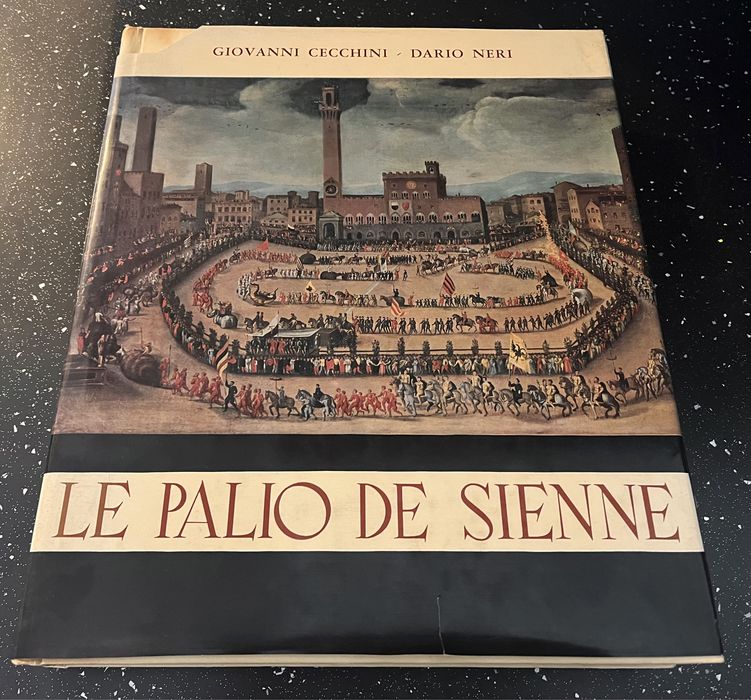 GIOVANNI CECCHINI - DARIO NERI
LE PALIO DE SIENNE